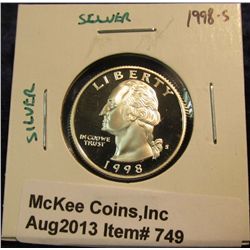 SILVER
1998-S
SILVER
LIBERTY
IN GOD WE
TRUST
S
1998
McKee Coins,Inc
Aug2013 Item# 749